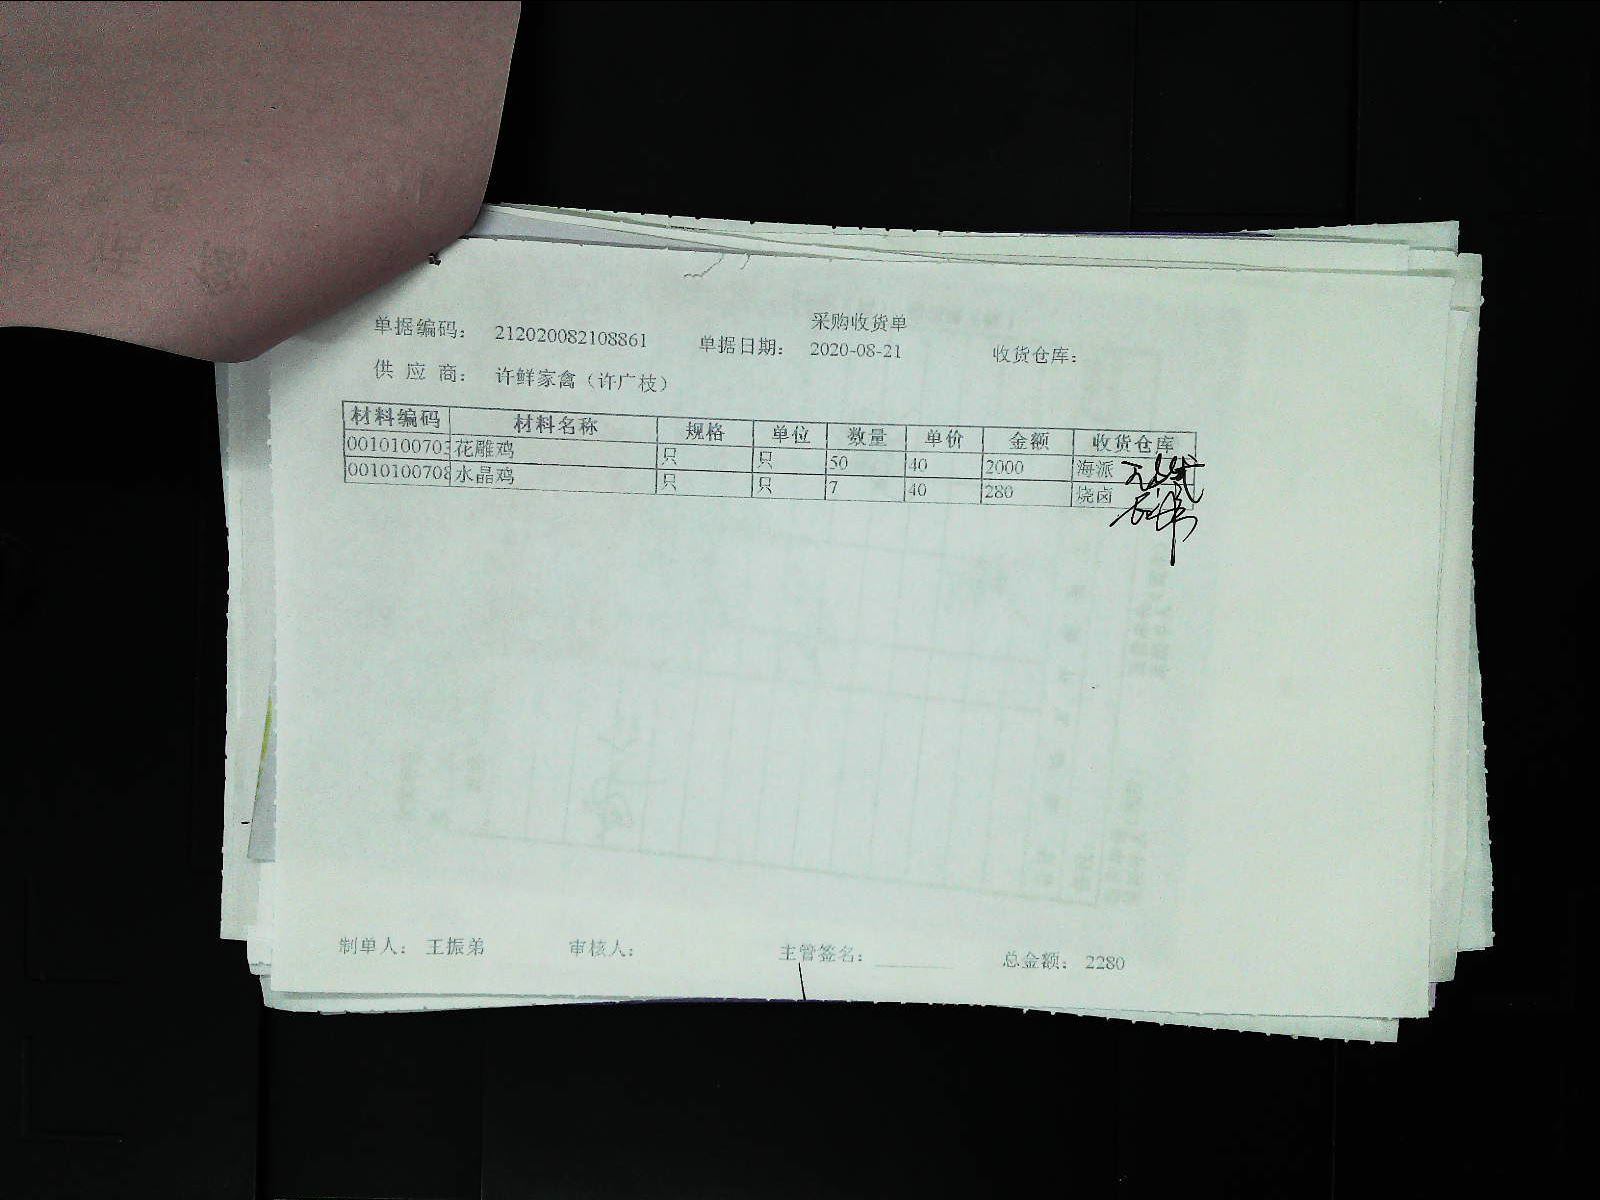 采购收货单
单据编码: 212020082108861 单据日期: 2020-08-21 收货仓库:
供 应 商: 许鲜家禽(许广枝)
材料编码 材料名称 规格 单位 数量 单价 金额 收货仓库
0010100703 花雕鸡 只 只 50 40 2000 海派
0010100708 水晶鸡 只 只 7 40 280 烧卤
制单人: 王振弟 审核人: 主管签名: ______ 总金额: 2280